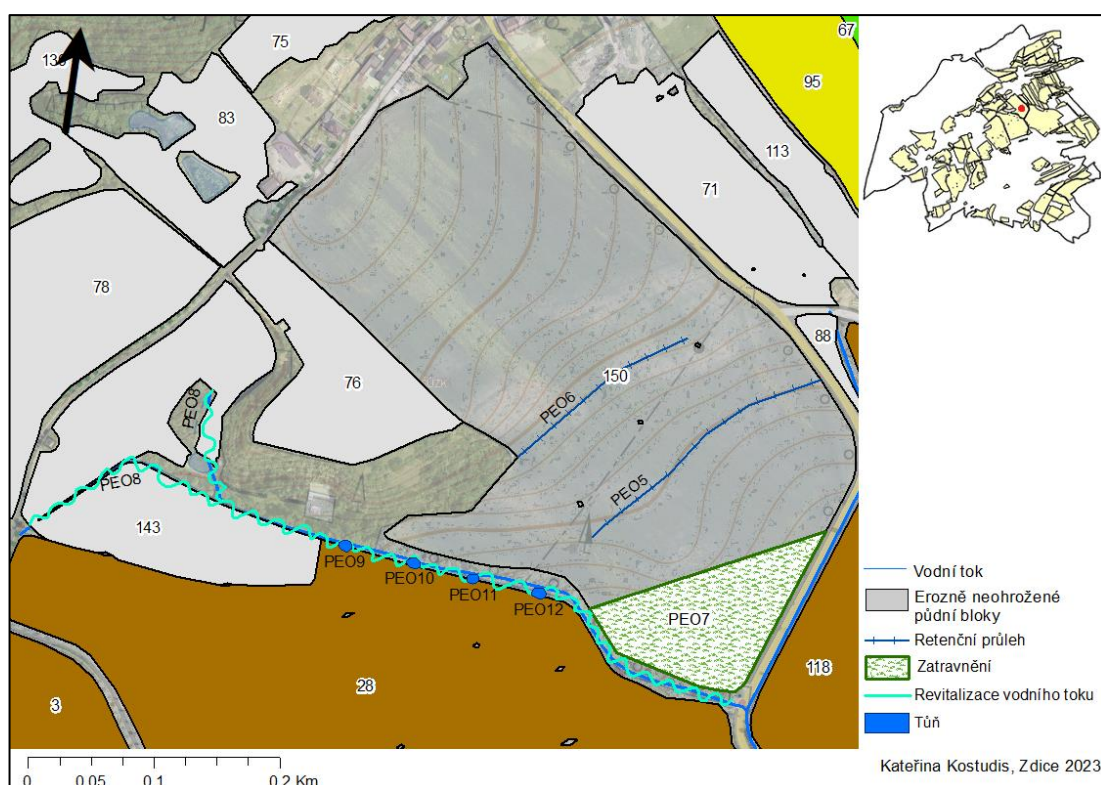 75
67
139
95
83
113
71
78
88
76
150
PEO6
PEO8
PEO5
PEO8
143
PEO9
PEO10
PEO11
PEO12
PEO7
118
28
3
Vodní tok
Erozně neohrožené
půdní bloky
Retenční průleh
Zatravnění
Revitalizace vodního toku
Tůň
0 0.05 0.1 0.2 Km
Kateřina Kostudis, Zdice 2023